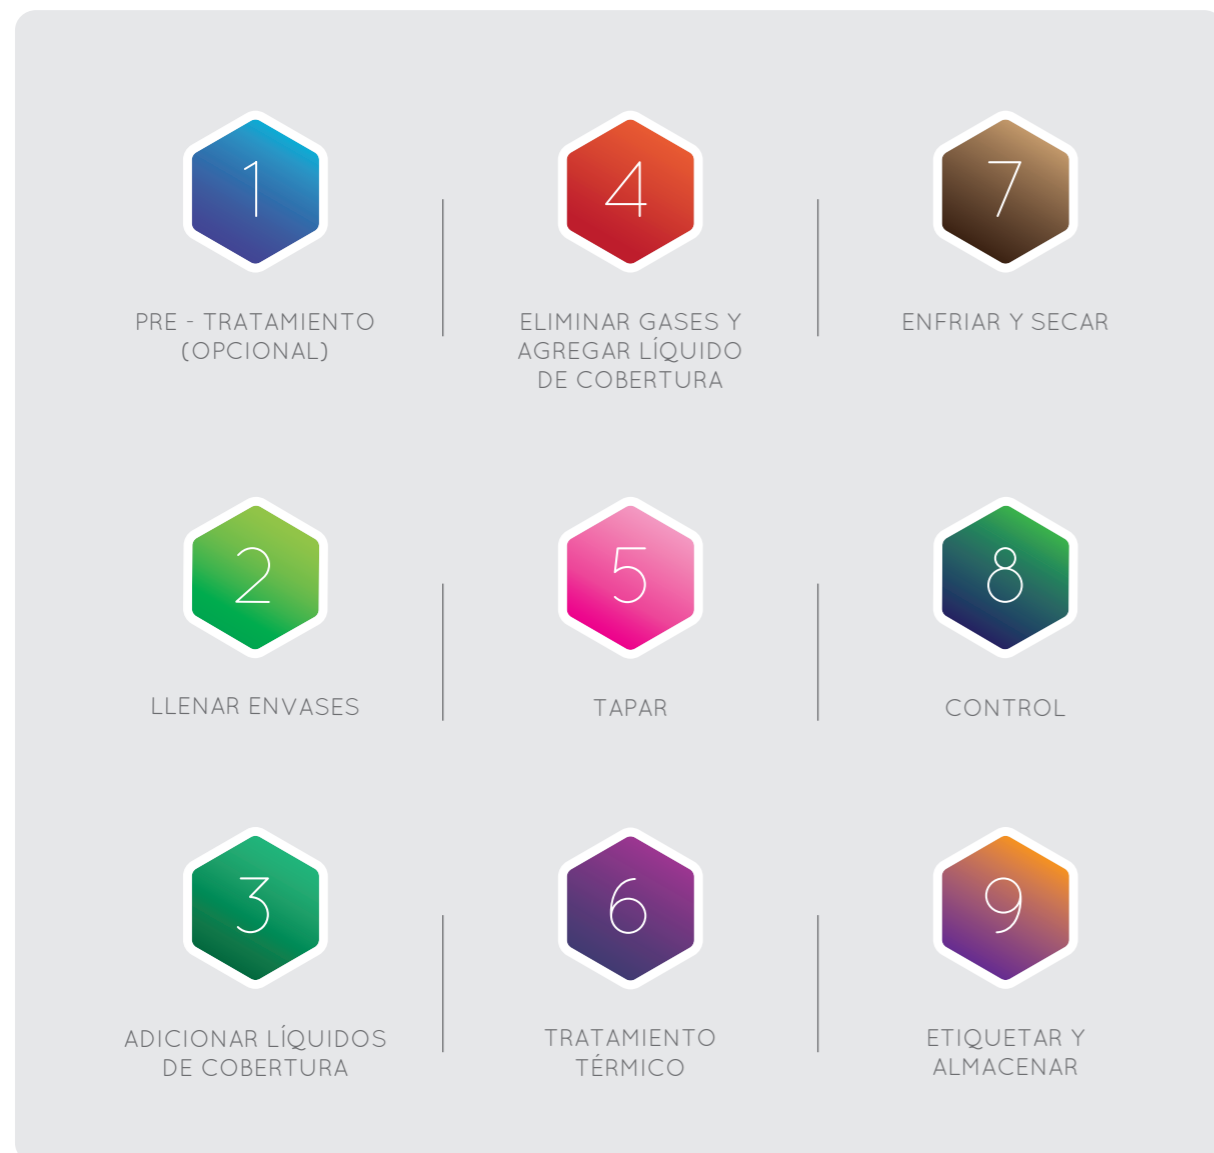 1
PRE - TRATAMIENTO
(OPCIONAL)
2
LLENAR ENVASES
3
ADICIONAR LÍQUIDOS
DE COBERTURA
4
ELIMINAR GASES Y
AGREGAR LÍQUIDO
DE COBERTURA
5
TAPAR
6
TRATAMIENTO
TÉRMICO
7
ENFRIAR Y SECAR
8
CONTROL
9
ETIQUETAR Y
ALMACENAR